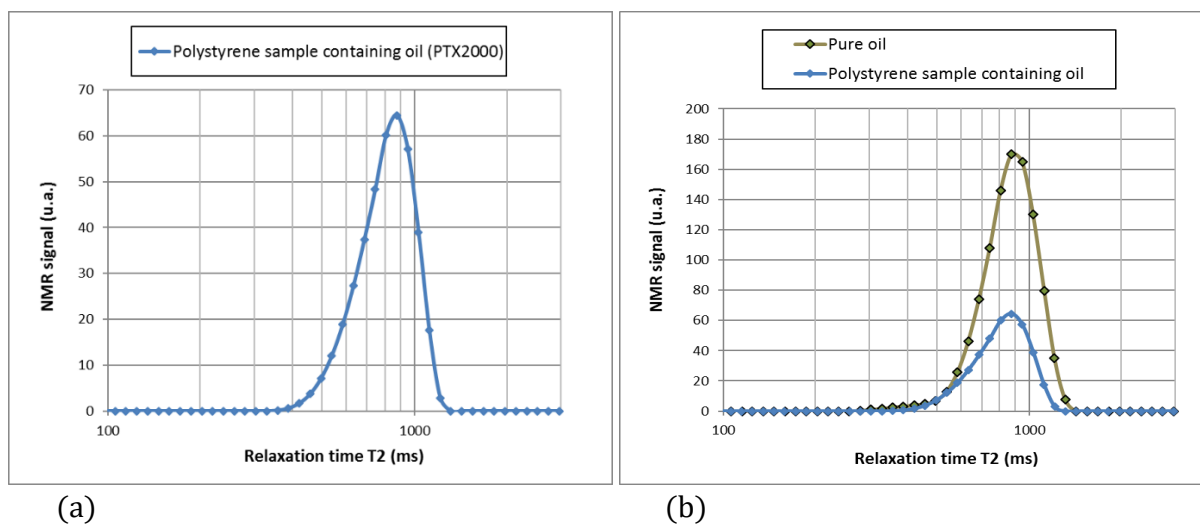 Polystyrene sample containing oil (PTX2000)
70
60
50
40
30
20
10
0
NMR signal (u.a.)
100
1000
Relaxation time T2 (ms)
(a)
Pure oil
Polystyrene sample containing oil
200
180
160
140
120
100
80
60
40
20
0
NMR signal (u.a.)
100
1000
Relaxation time T2 (ms)
(b)